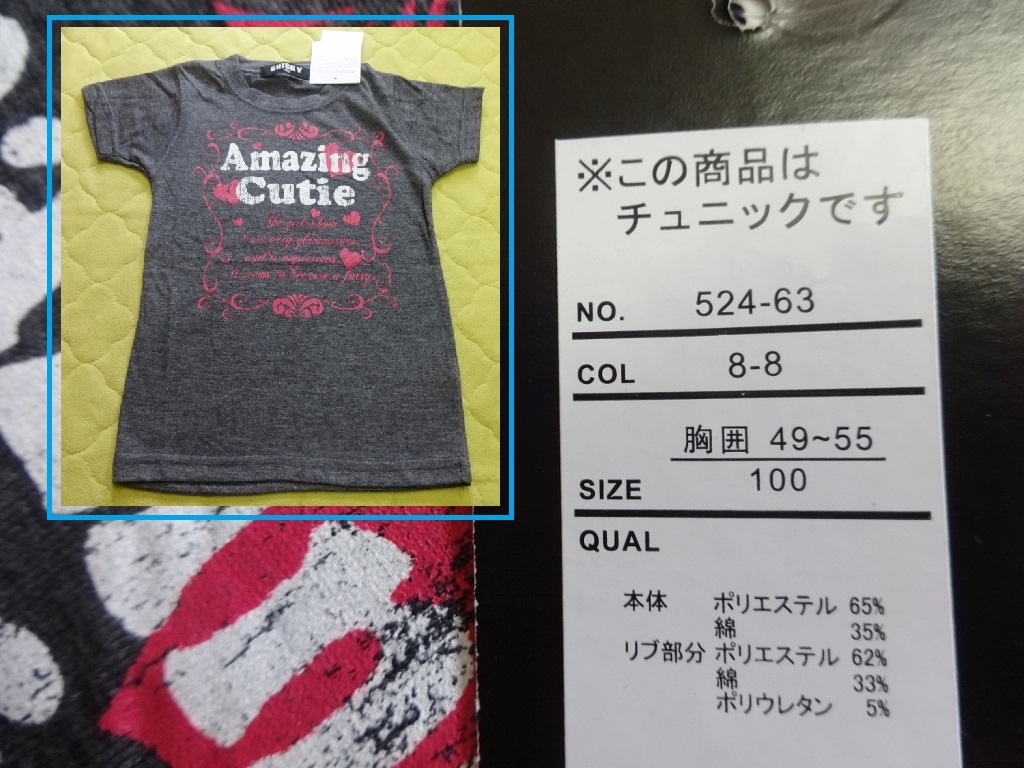 Amazing
Cutie
※この商品は
チュニックです
NO. 524-63
COL 8-8
胸囲 49~55
SIZE 100
QUAL
本体 ポリエステル 65%
綿 35%
リブ部分 ポリエステル 62%
綿 33%
ポリウレタン 5%